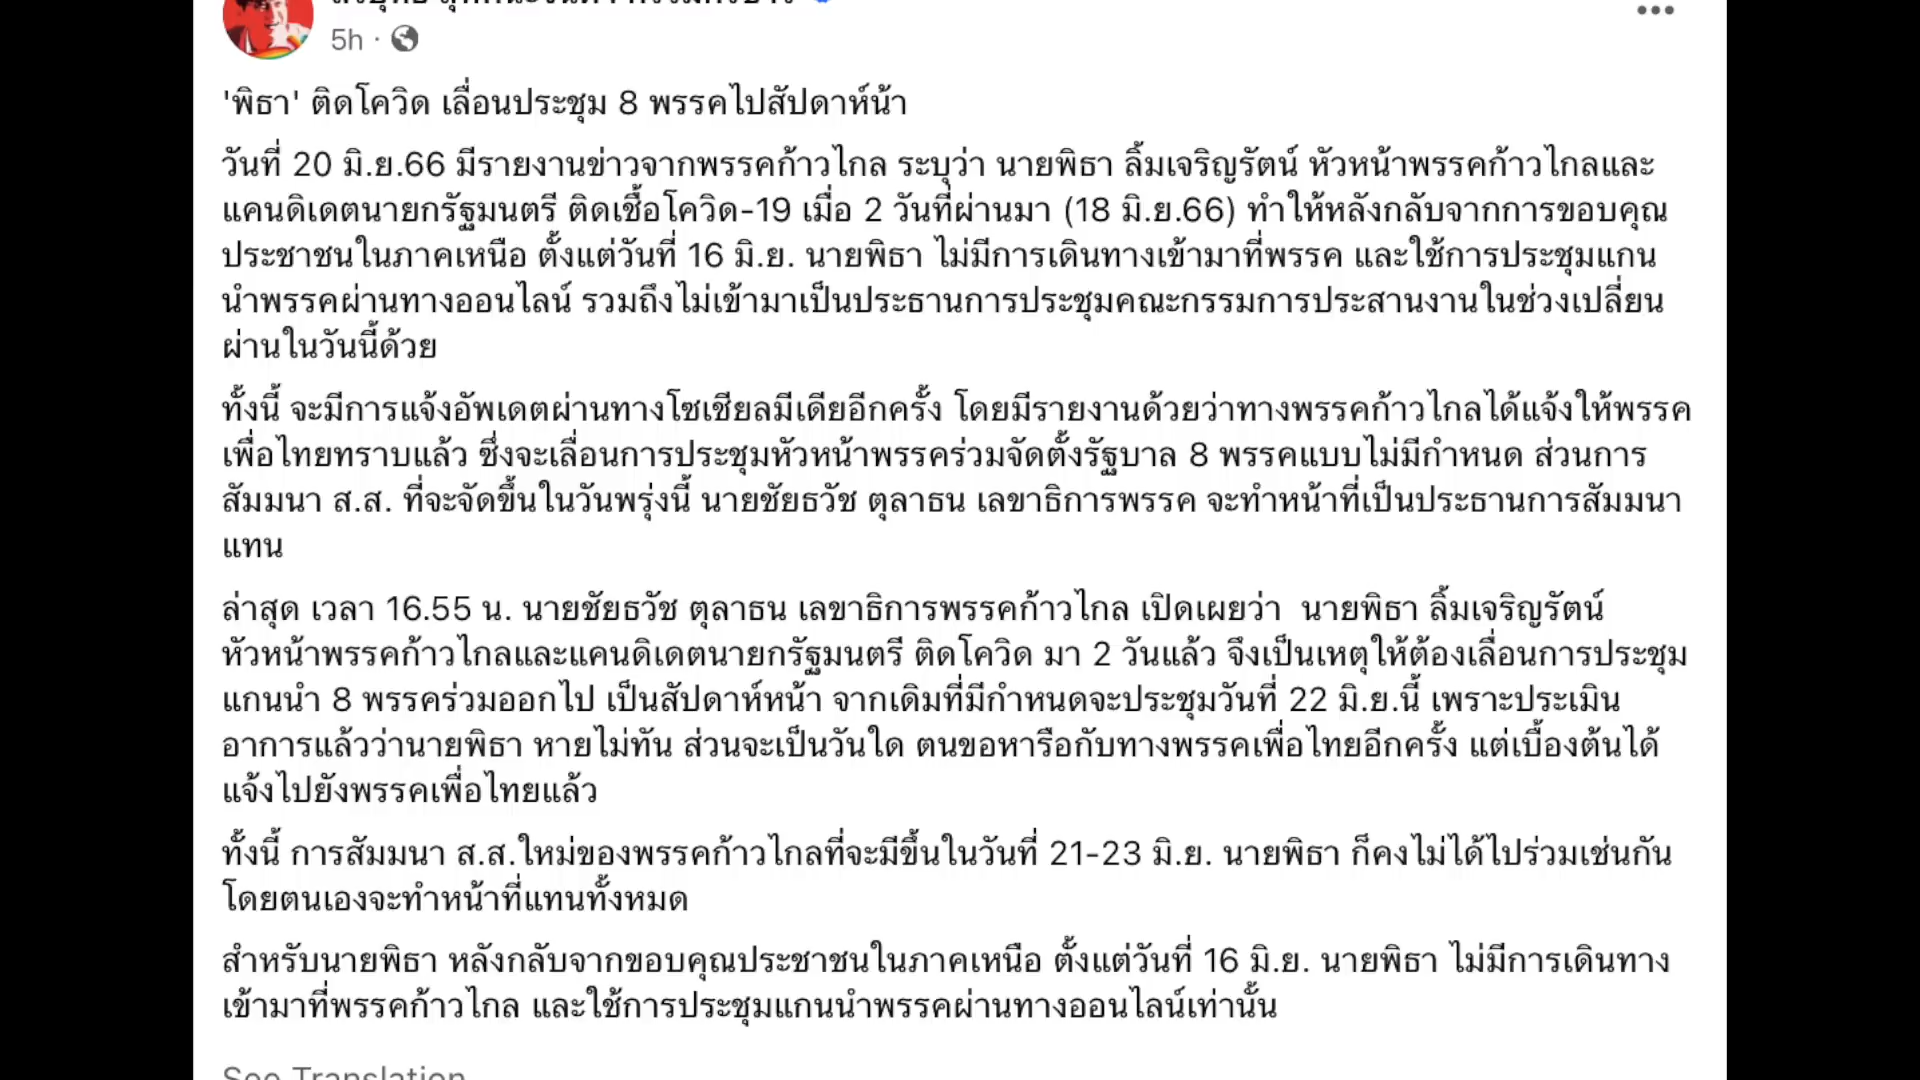 5h ·
'พิธา' ติดโควิด เลื่อนประชุม 8 พรรคไปสัปดาห์น้า
วันที่ 20 มิ.ย.66 มีรายงานข่าวจากพรรคก้าวไกล ระบุว่า นายพิธา ลิ้มเจริญรัตน์ หัวหน้าพรรคก้าวไกลและ
แคนดิเดตนายกรัฐมนตรี ติดเชื้อโควิด-19 เมื่อ 2 วันที่ผ่านมา (18 มิ.ย.66) ทำให้หลังกลับจากการขอบคุณ
ประชาชนในภาคเหนือ ตั้งแต่วันที่ 16 มิ.ย. นายพิธา ไม่มีการเดินทางเข้ามาที่พรรค และใช้การประชุมแกน
นำพรรคผ่านทางออนไลน์ รวมถึงไม่เข้ามาเป็นประธานการประชุมคณะกรรมการประสานงานในช่วงเปลี่ยน
ผ่านในวันนี้ด้วย
ทั้งนี้ จะมีการแจ้งอัพเดตผ่านทางโซเชียลมีเดียอีกครั้ง โดยมีรายงานด้วยว่าทางพรรคก้าวไกลได้แจ้งให้พรรค
เพื่อไทยทราบแล้ว ซึ่งจะเลื่อนการประชุมหัวหน้าพรรคร่วมจัดตั้งรัฐบาล 8 พรรคแบบไม่มีกำหนด ส่วนการ
สัมมนา ส.ส. ที่จะจัดขึ้นในวันพรุ่งนี้ นายชัยธวัช ตุลาธน เลขาธิการพรรค จะทำหน้าที่เป็นประธานการสัมมนา
แทน
ล่าสุด เวลา 16.55 น. นายชัยธวัช ตุลาธน เลขาธิการพรรคก้าวไกล เปิดเผยว่า นายพิธา ลิ้มเจริญรัตน์
หัวหน้าพรรคก้าวไกลและแคนดิเดตนายกรัฐมนตรี ติดโควิด มา 2 วันแล้ว จึงเป็นเหตุให้ต้องเลื่อนการประชุม
แกนนำ 8 พรรคร่วมออกไป เป็นสัปดาห์หน้า จากเดิมที่มีกำหนดจะประชุมวันที่ 22 มิ.ย.นี้ เพราะประเมิน
อาการแล้วว่านายพิธา หายไม่ทัน ส่วนจะเป็นวันใด ตนขอหารือกับทางพรรคเพื่อไทยอีกครั้ง แต่เบื้องต้นได้
แจ้งไปยังพรรคเพื่อไทยแล้ว
ทั้งนี้ การสัมมนา ส.ส.ใหม่ของพรรคก้าวไกลที่จะมีขึ้นในวันที่ 21-23 มิ.ย. นายพิธา ก็คงไม่ได้ไปร่วมเช่นกัน
โดยตนเองจะทำหน้าที่แทนทั้งหมด
สำหรับนายพิธา หลังกลับจากขอบคุณประชาชนในภาคเหนือ ตั้งแต่วันที่ 16 มิ.ย. นายพิธา ไม่มีการเดินทาง
เข้ามาที่พรรคก้าวไกล และใช้การประชุมแกนนำพรรคผ่านทางออนไลน์เท่านั้น
See Translation